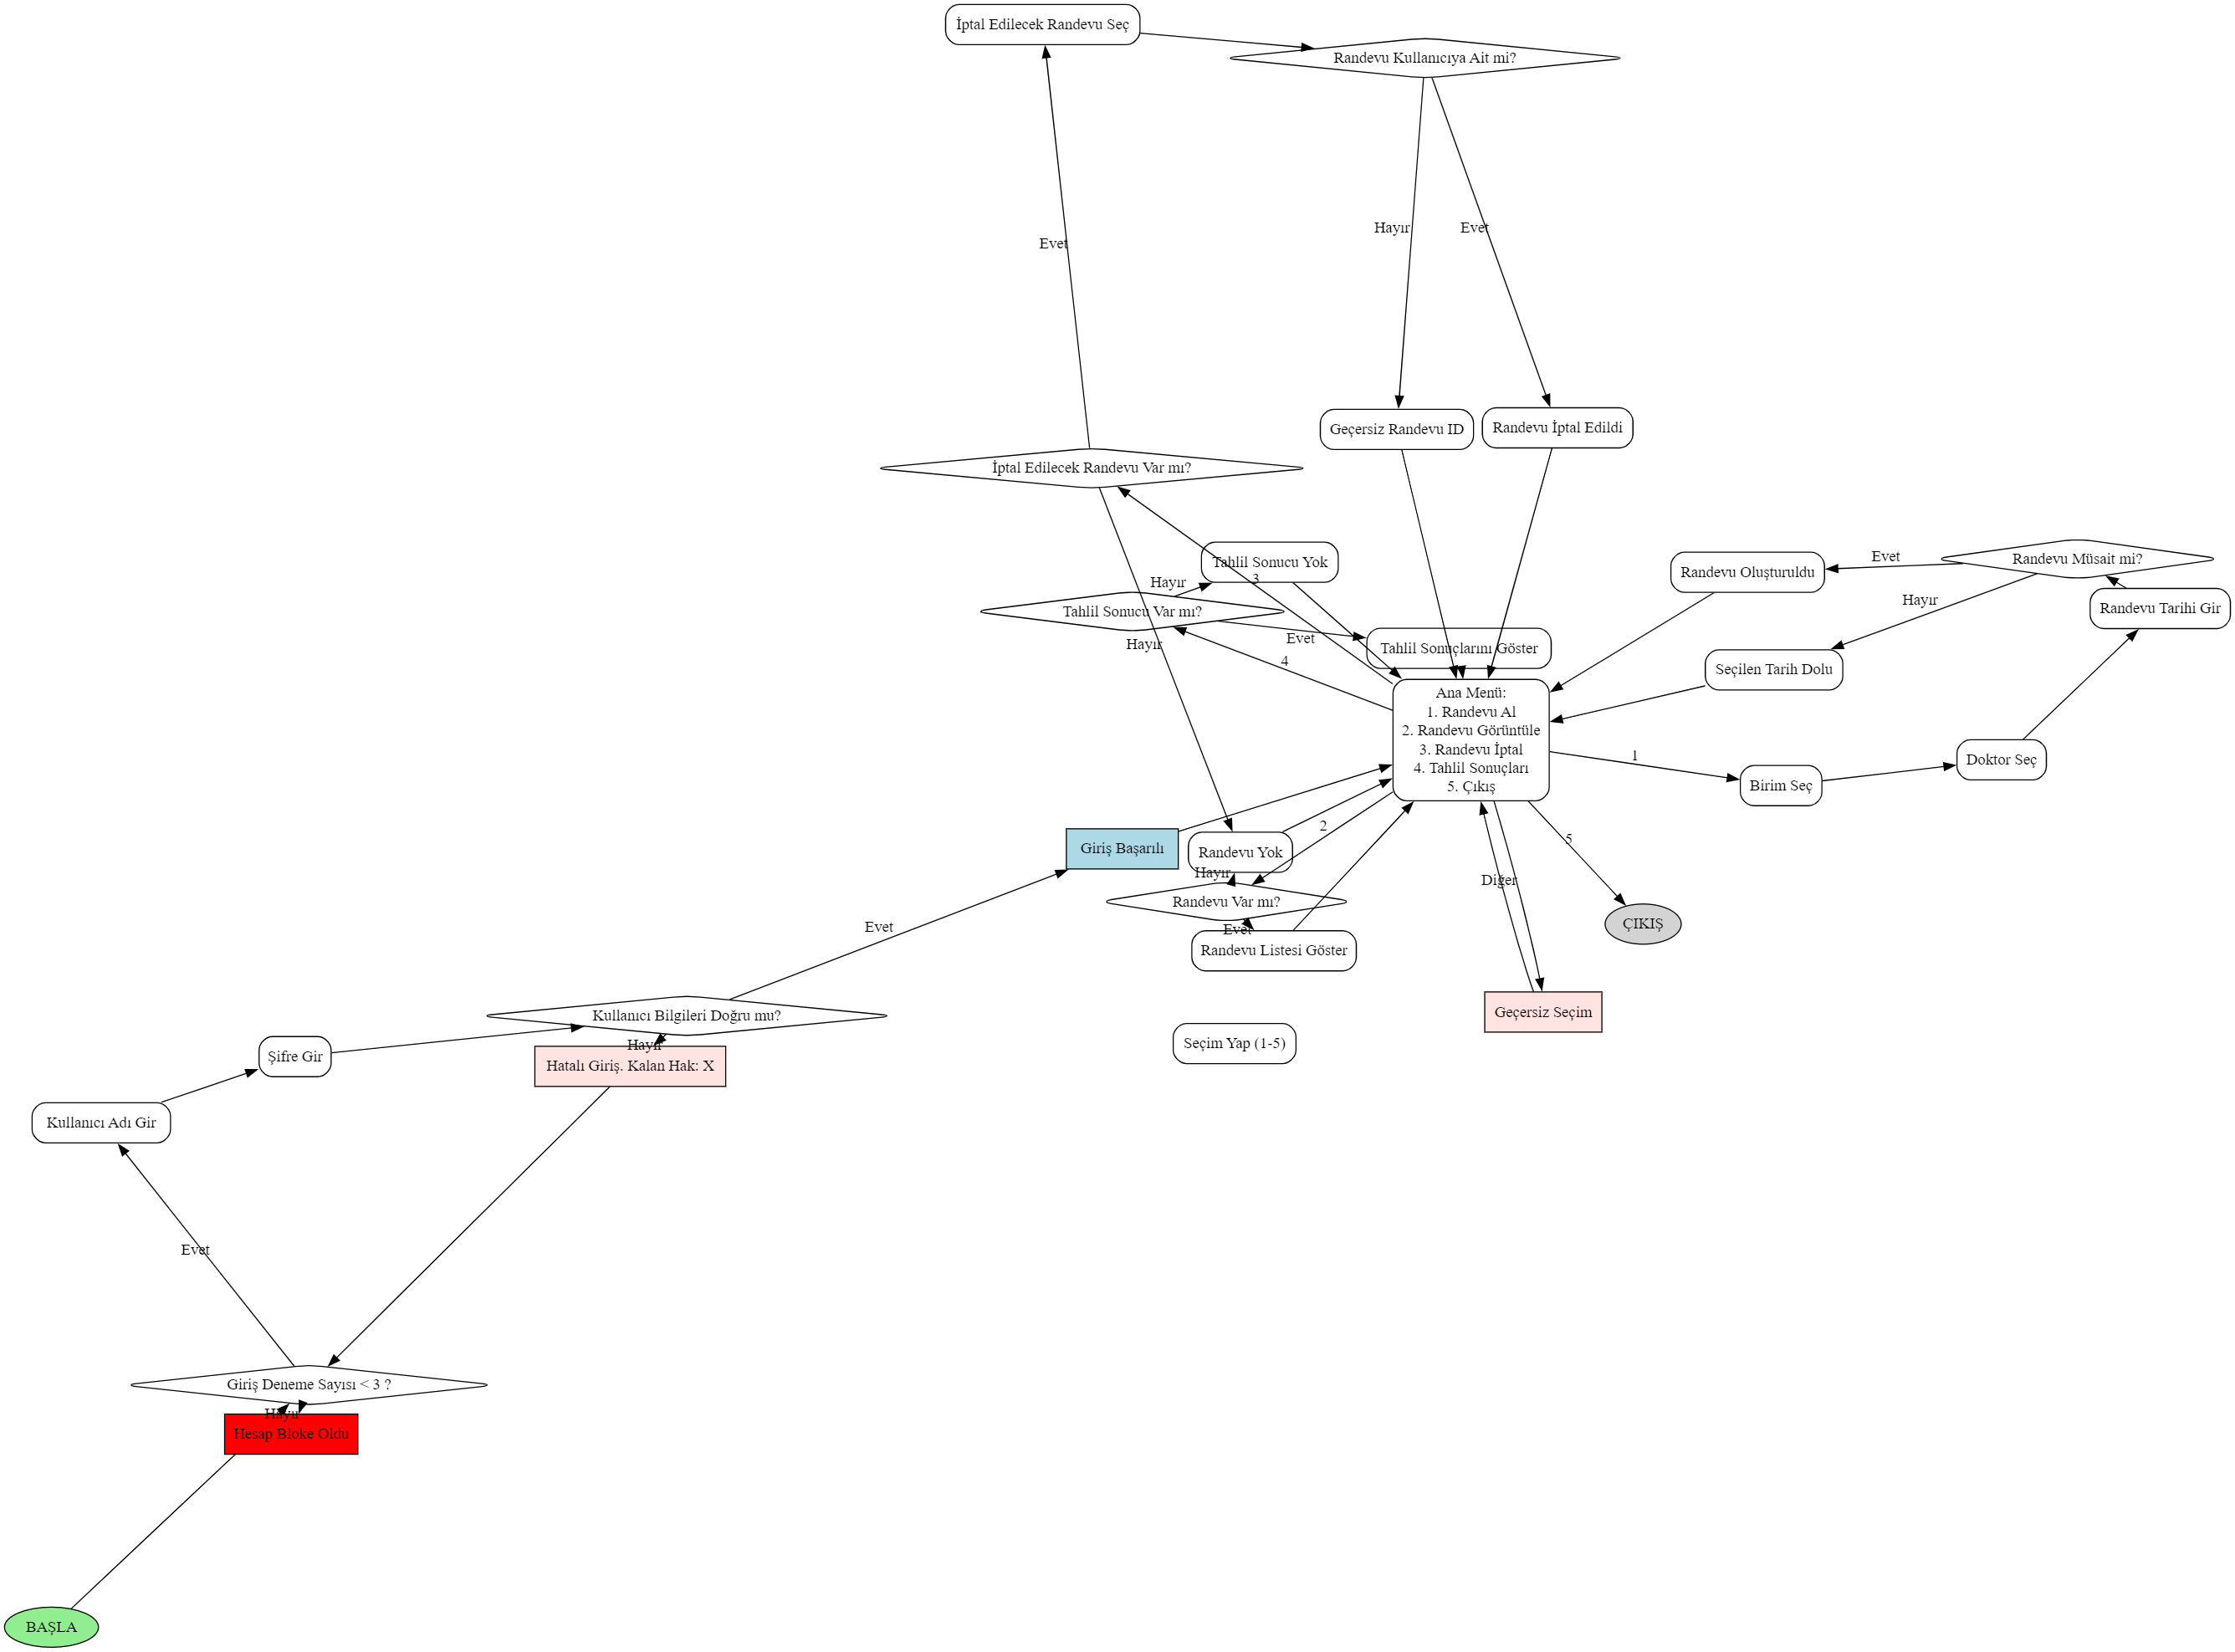 İptal Edilecek Randevu Seç
Randevu Kullanıcıya Ait mi?
Hayır
Evet
Evet
Geçersiz Randevu ID
Randevu İptal Edildi
İptal Edilecek Randevu Var mı?
Tahlil Sonucu Yok
3
Hayır
Tahlil Sonucu Var mı?
Evet
Hayır
4
Tahlil Sonuçlarını Göster
Evet
Randevu Müsait mi?
Randevu Oluşturuldu
Hayır
Randevu Tarihi Gir
Seçilen Tarih Dolu
Ana Menü:
1. Randevu Al
2. Randevu Görüntüle
3. Randevu İptal
4. Tahlil Sonuçları
5. Çıkış
1
Birim Seç
Doktor Seç
2
5
Giriş Başarılı
Randevu Yok
Hayır
Randevu Var mı?
Evet
Randevu Listesi Göster
Diğer
ÇIKIŞ
Geçersiz Seçim
Seçim Yap (1-5)
Evet
Kullanıcı Bilgileri Doğru mu?
Hayır
Hatalı Giriş. Kalan Hak: X
Şifre Gir
Kullanıcı Adı Gir
Evet
Giriş Deneme Sayısı < 3 ?
Hayır
Hesap Bloke Oldu
BAŞLA